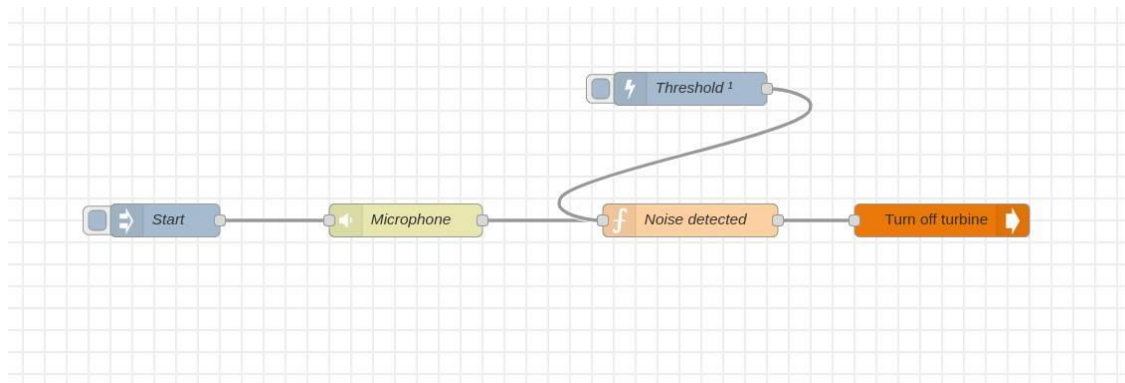 Threshold ¹
Start
Microphone
Noise detected
Turn off turbine